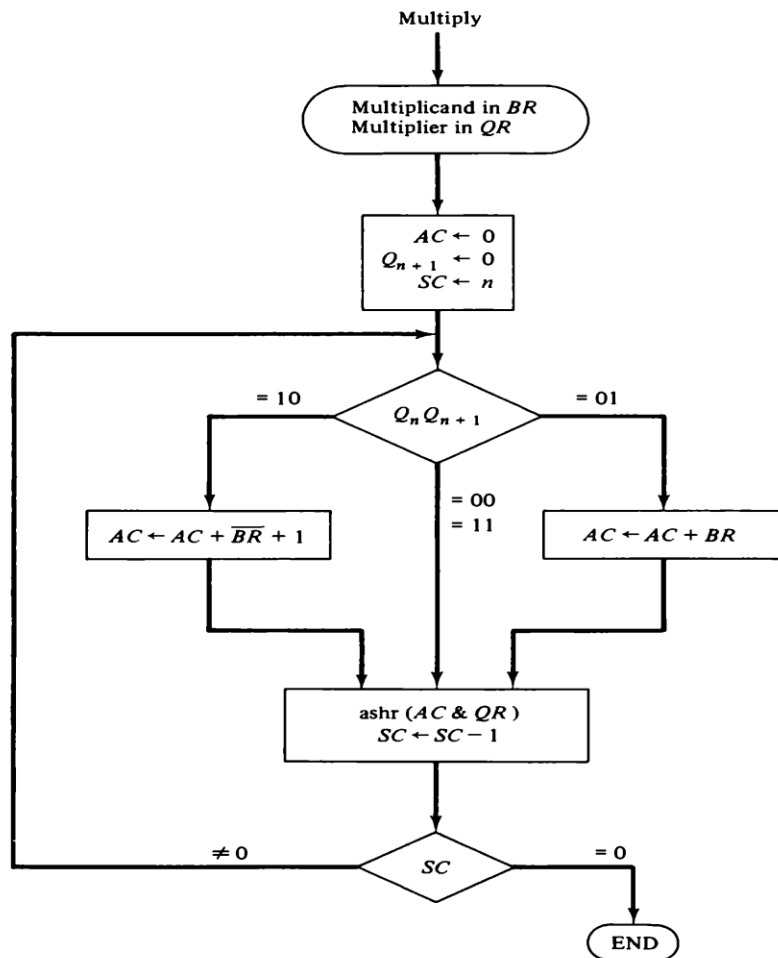 Multiply
Multiplicand in BR
Multiplier in QR
AC ← 0
Qn + 1 ← 0
SC ← n
= 10
QnQn + 1
= 01
= 00
= 11
AC ← AC + B̅R̅ + 1
AC ← AC + BR
ashr (AC & QR)
SC ← SC − 1
≠ 0
SC
= 0
END